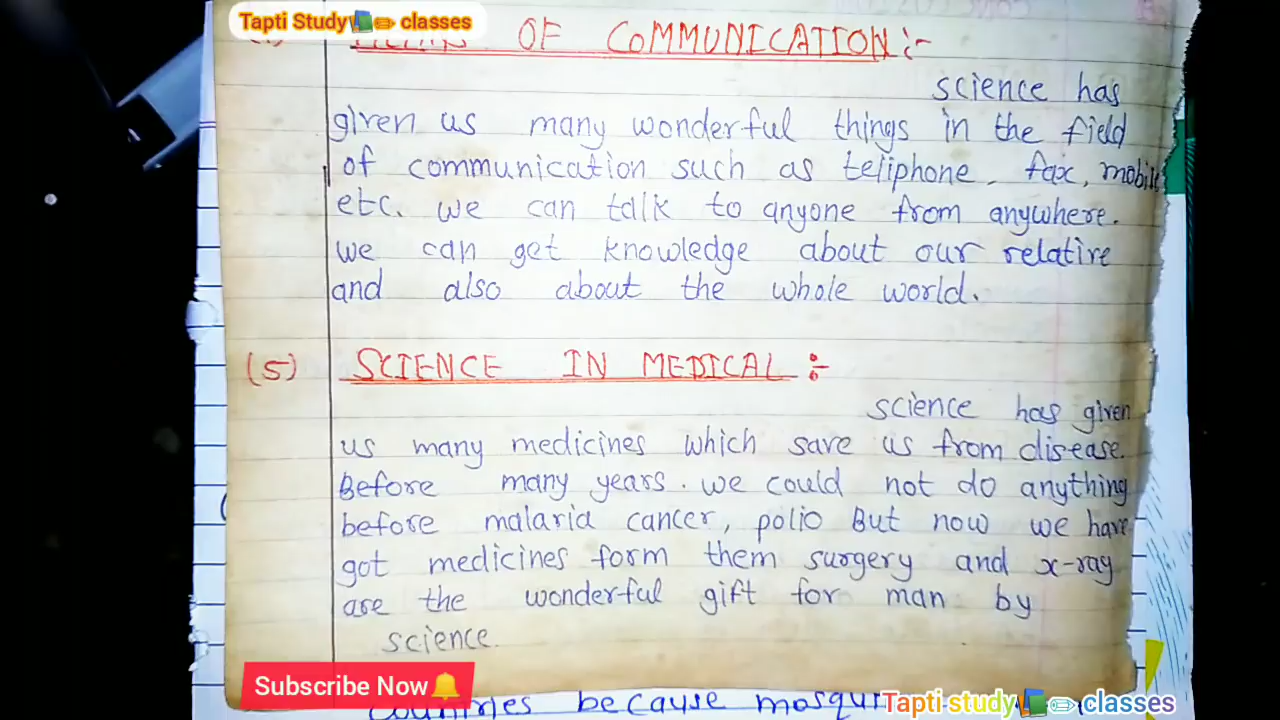 Tapti Study classes
OF COMMUNICATION :-
science has
given us many wonderful things in the field
of communication such as teliphone, fax, mobile
etc. we can talk to anyone from anywhere.
we can get knowledge about our relative
and also about the whole world.
(5) SCIENCE IN MEDICAL :-
science has given
us many medicines which save us from disease.
Before many years. we could not do anything
before malaria cancer, polio But now we have
got medicines form them surgery and x-ray
are the wonderful gift for man by
science.
Subscribe Now
countries because
Tapti study classes